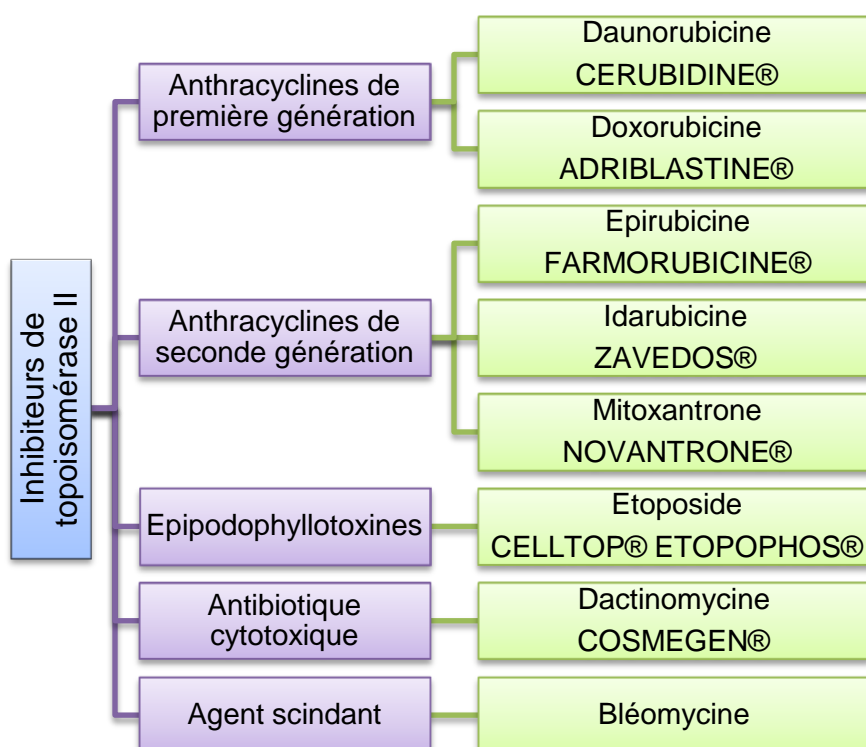 Inhibiteurs de
topoisomérase II
Anthracyclines de
première génération
Daunorubicine
CERUBIDINE®
Doxorubicine
ADRIBLASTINE®
Anthracyclines de
seconde génération
Epirubicine
FARMORUBICINE®
Idarubicine
ZAVEDOS®
Mitoxantrone
NOVANTRONE®
Epipodophyllotoxines
Etoposide
CELLTOP® ETOPOPHOS®
Antibiotique
cytotoxique
Dactinomycine
COSMEGEN®
Agent scindant
Bléomycine